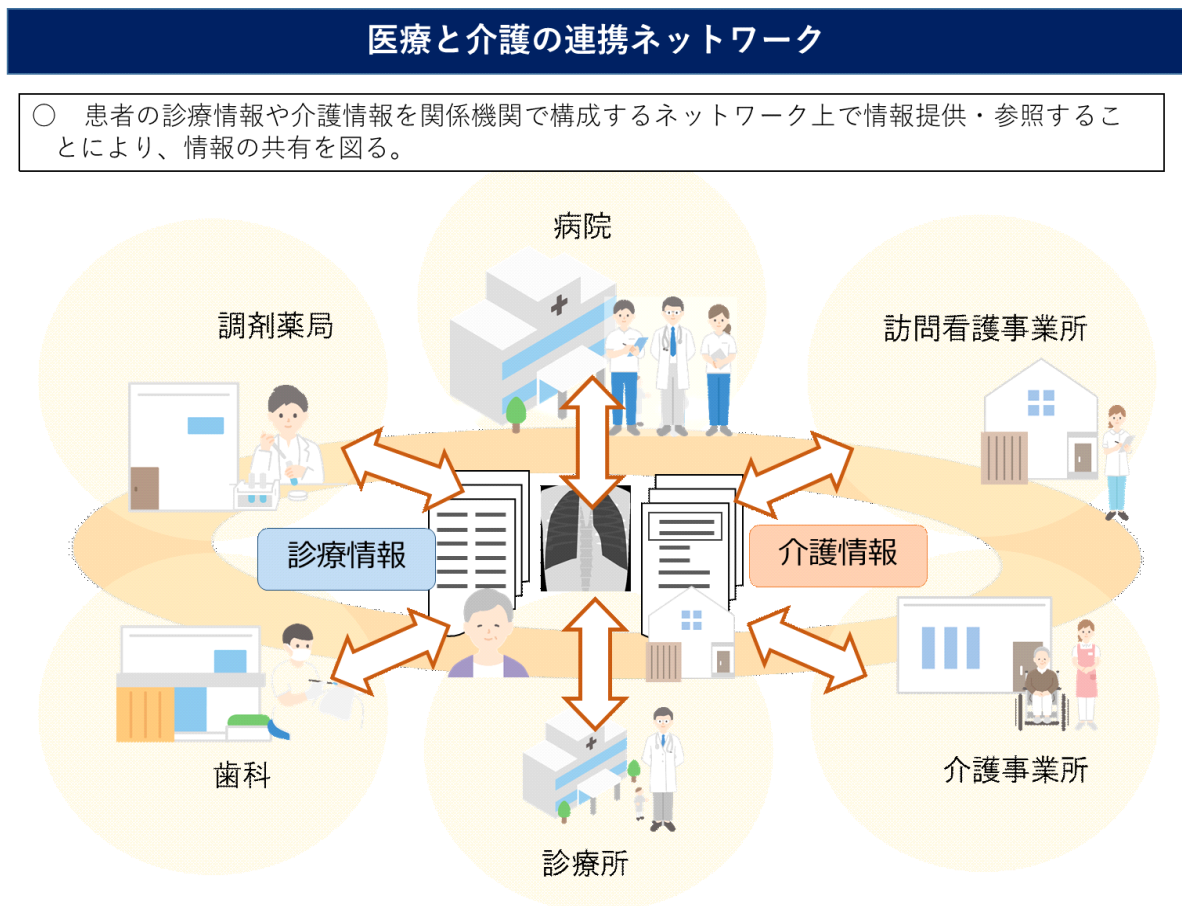 医療と介護の連携ネットワーク
○　患者の診療情報や介護情報を関係機関で構成するネットワーク上で情報提供・参照するこ
とにより、情報の共有を図る。
病院
調剤薬局
訪問看護事業所
診療情報
介護情報
歯科
介護事業所
診療所